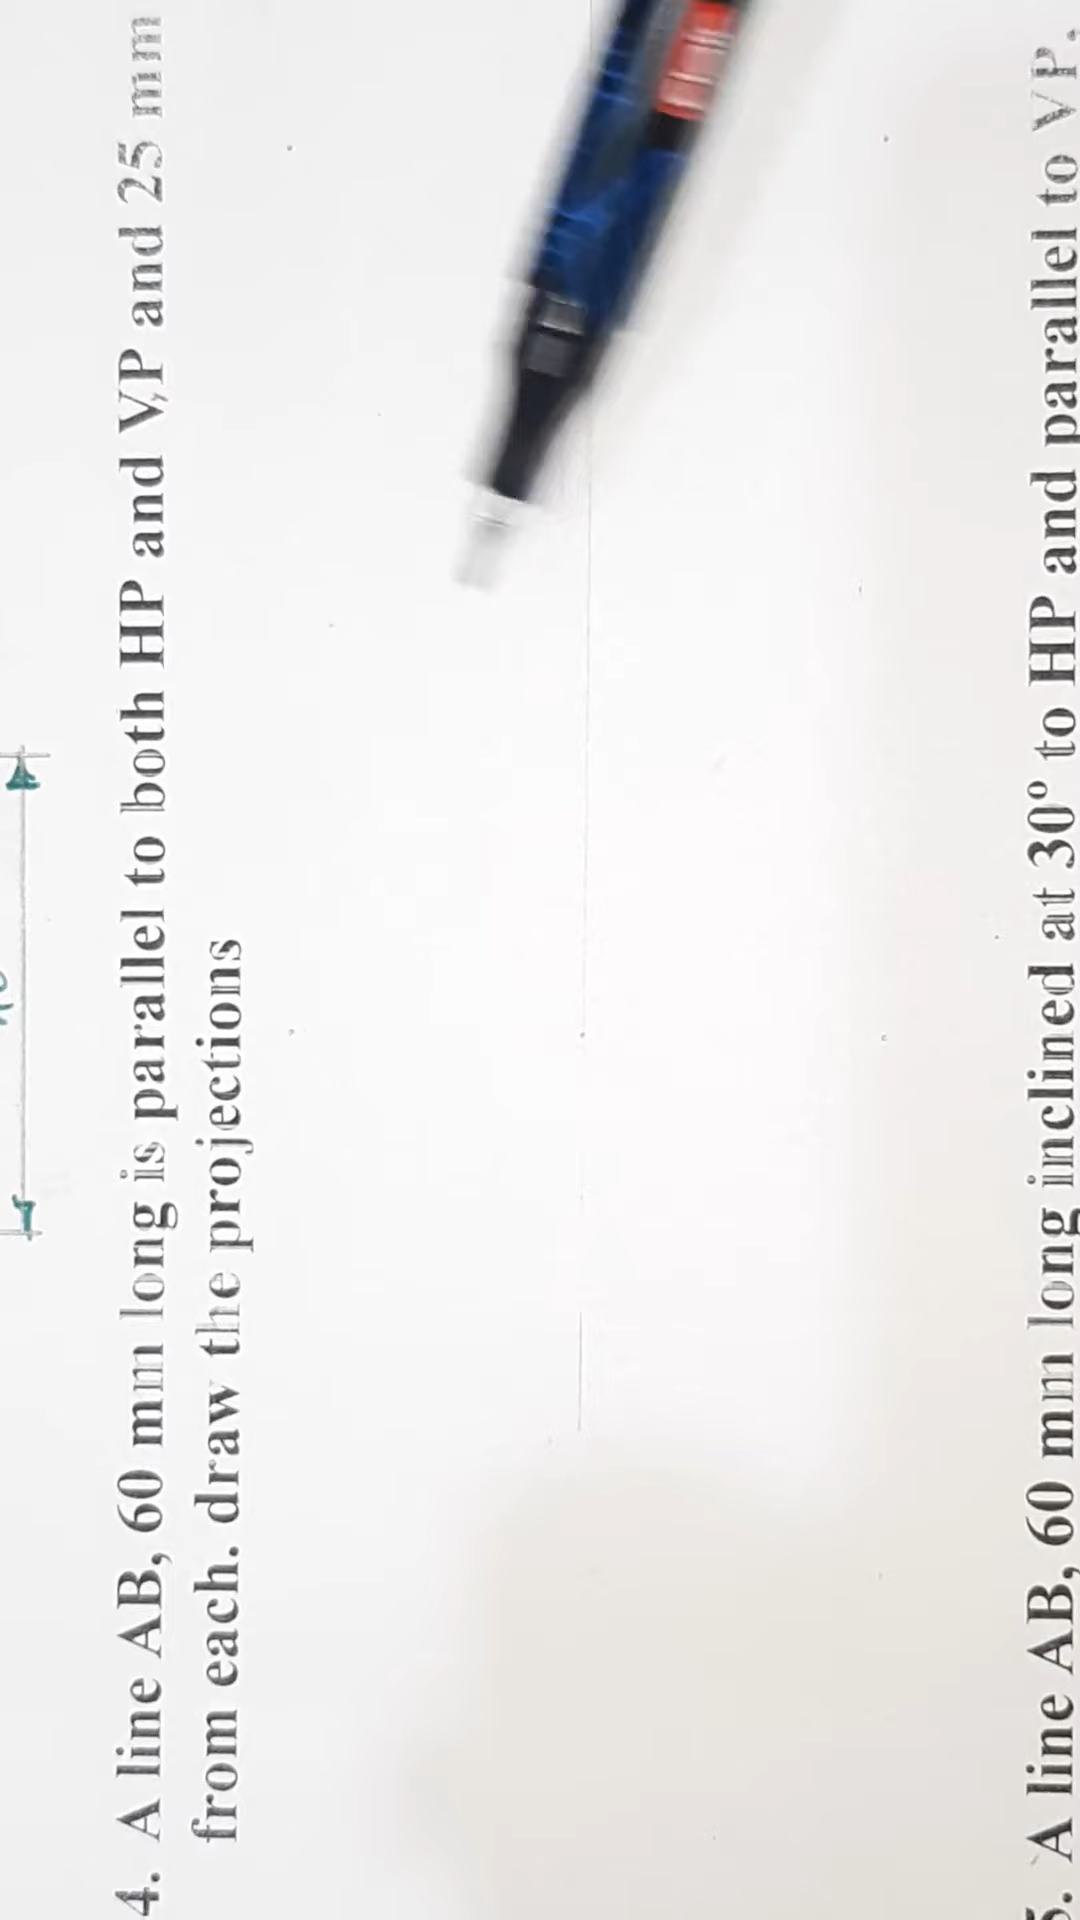 4. A line AB, 60 mm long is parallel to both HP and VP and 25 mm
from each. draw the projections
5. A line AB, 60 mm long inclined at 30° to HP and parallel to VP.